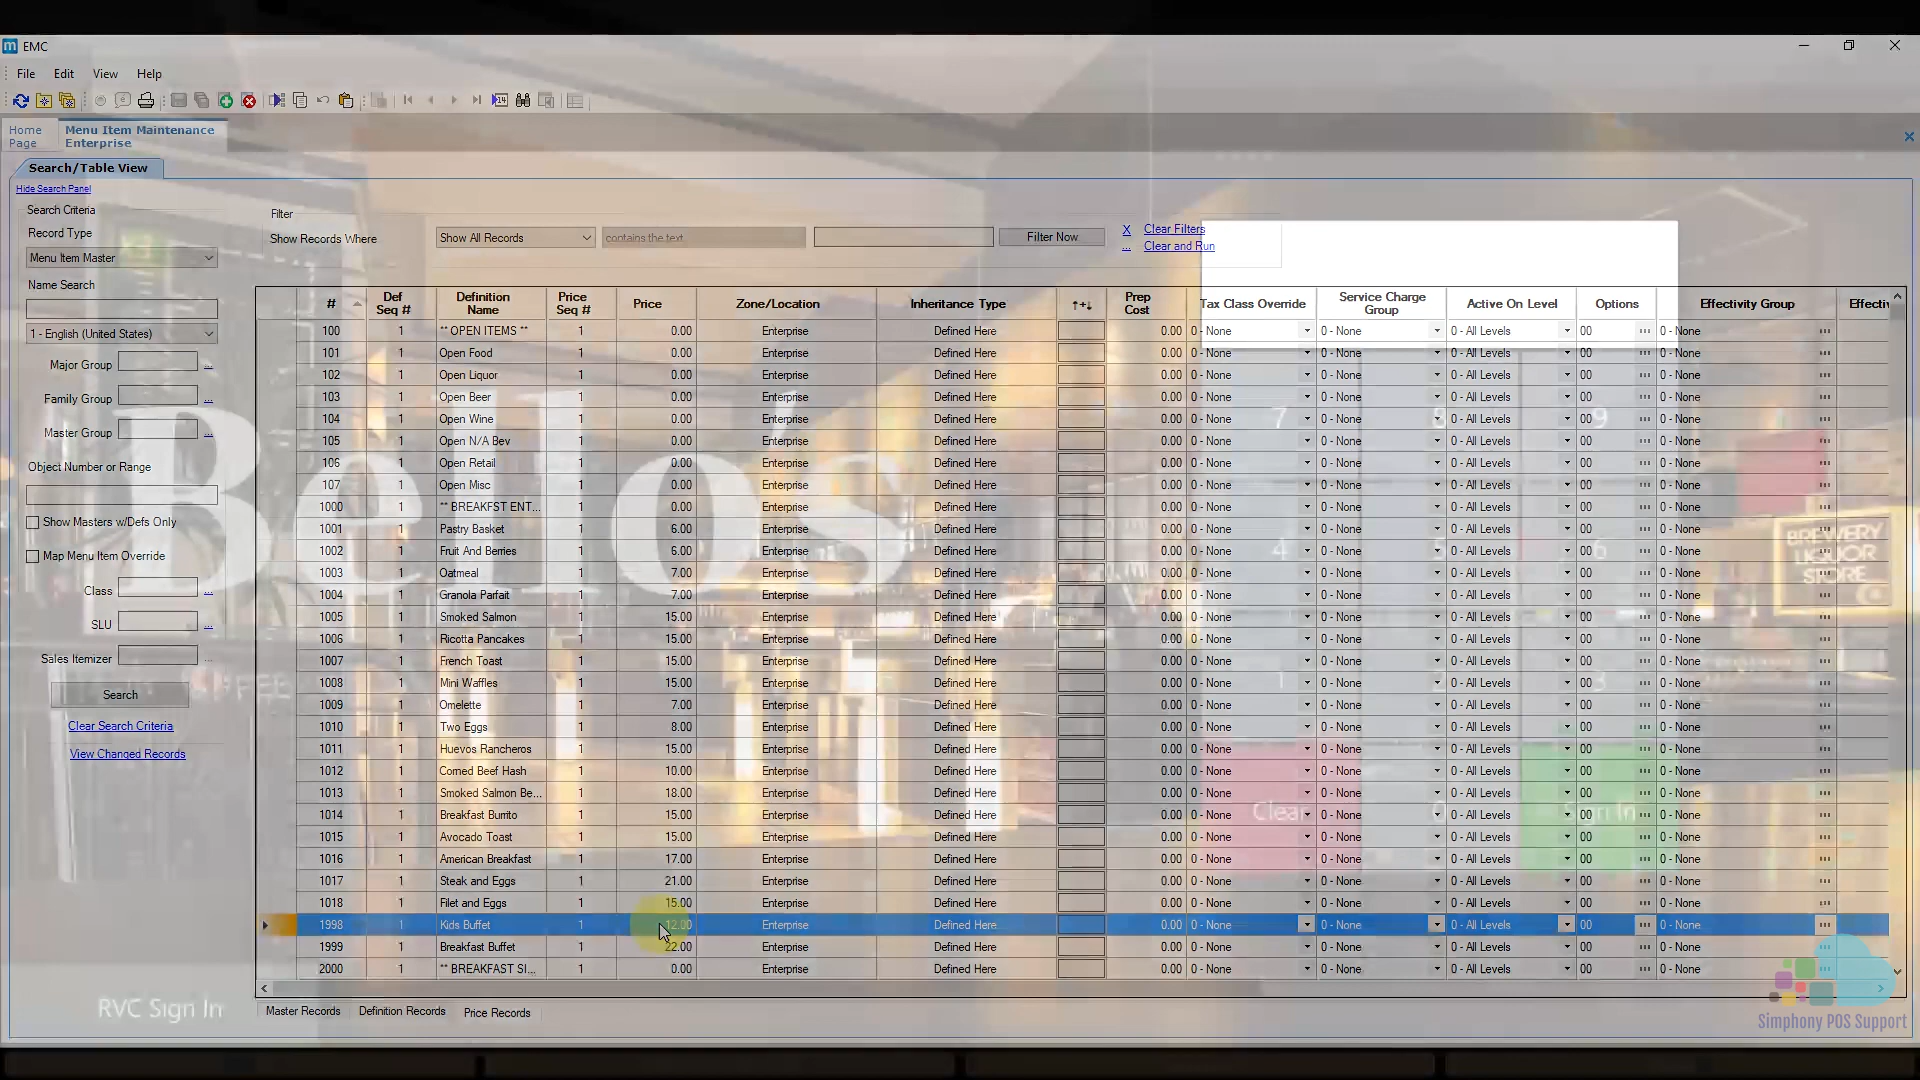 EMC
File Edit View Help
Home Page
Menu Item Maintenance Enterprise
Search/Table View
Hide Search Panel
Search Criteria
Record Type
Menu Item Master
Name Search
1 - English (United States)
Major Group ...
Family Group ...
Master Group ...
Object Number or Range
Show Masters w/Defs Only
Map Menu Item Override
Class ...
SLU ...
Sales Itemizer ...
Search
Clear Search Criteria
View Changed Records
Filter
Show Records Where Show All Records contains the text Filter Now X Clear Filters
... Clear and Run
# Def Seq # Definition Name Price Seq # Price Zone/Location Inheritance Type ↑+↓ Prep Cost Tax Class Override Service Charge Group Active On Level Options Effectivity Group Effectiv
100 1 ** OPEN ITEMS ** 1 0.00 Enterprise Defined Here 0.00 0 - None 0 - None 0 - All Levels 00 0 - None
101 1 Open Food 1 0.00 Enterprise Defined Here 0.00 0 - None 0 - None 0 - All Levels 00 0 - None
102 1 Open Liquor 1 0.00 Enterprise Defined Here 0.00 0 - None 0 - None 0 - All Levels 00 0 - None
103 1 Open Beer 1 0.00 Enterprise Defined Here 0.00 0 - None 0 - None 0 - All Levels 00 0 - None
104 1 Open Wine 1 0.00 Enterprise Defined Here 0.00 0 - None 0 - None 0 - All Levels 00 0 - None
105 1 Open N/A Bev 1 0.00 Enterprise Defined Here 0.00 0 - None 0 - None 0 - All Levels 00 0 - None
106 1 Open Retail 1 0.00 Enterprise Defined Here 0.00 0 - None 0 - None 0 - All Levels 00 0 - None
107 1 Open Misc 1 0.00 Enterprise Defined Here 0.00 0 - None 0 - None 0 - All Levels 00 0 - None
1000 1 ** BREAKFST ENT... 1 0.00 Enterprise Defined Here 0.00 0 - None 0 - None 0 - All Levels 00 0 - None
1001 1 Pastry Basket 1 6.00 Enterprise Defined Here 0.00 0 - None 0 - None 0 - All Levels 00 0 - None
1002 1 Fruit And Berries 1 6.00 Enterprise Defined Here 0.00 0 - None 0 - None 0 - All Levels 00 0 - None
1003 1 Oatmeal 1 7.00 Enterprise Defined Here 0.00 0 - None 0 - None 0 - All Levels 00 0 - None
1004 1 Granola Parfait 1 7.00 Enterprise Defined Here 0.00 0 - None 0 - None 0 - All Levels 00 0 - None
1005 1 Smoked Salmon 1 15.00 Enterprise Defined Here 0.00 0 - None 0 - None 0 - All Levels 00 0 - None
1006 1 Ricotta Pancakes 1 15.00 Enterprise Defined Here 0.00 0 - None 0 - None 0 - All Levels 00 0 - None
1007 1 French Toast 1 15.00 Enterprise Defined Here 0.00 0 - None 0 - None 0 - All Levels 00 0 - None
1008 1 Mini Waffles 1 15.00 Enterprise Defined Here 0.00 0 - None 0 - None 0 - All Levels 00 0 - None
1009 1 Omelette 1 7.00 Enterprise Defined Here 0.00 0 - None 0 - None 0 - All Levels 00 0 - None
1010 1 Two Eggs 1 8.00 Enterprise Defined Here 0.00 0 - None 0 - None 0 - All Levels 00 0 - None
1011 1 Huevos Rancheros 1 15.00 Enterprise Defined Here 0.00 0 - None 0 - None 0 - All Levels 00 0 - None
1012 1 Corned Beef Hash 1 10.00 Enterprise Defined Here 0.00 0 - None 0 - None 0 - All Levels 00 0 - None
1013 1 Smoked Salmon Be... 1 18.00 Enterprise Defined Here 0.00 0 - None 0 - None 0 - All Levels 00 0 - None
1014 1 Breakfast Burrito 1 15.00 Enterprise Defined Here 0.00 0 - None 0 - None 0 - All Levels 00 0 - None
1015 1 Avocado Toast 1 15.00 Enterprise Defined Here 0.00 0 - None 0 - None 0 - All Levels 00 0 - None
1016 1 American Breakfast 1 17.00 Enterprise Defined Here 0.00 0 - None 0 - None 0 - All Levels 00 0 - None
1017 1 Steak and Eggs 1 21.00 Enterprise Defined Here 0.00 0 - None 0 - None 0 - All Levels 00 0 - None
1018 1 Filet and Eggs 1 15.00 Enterprise Defined Here 0.00 0 - None 0 - None 0 - All Levels 00 0 - None
1998 1 Kids Buffet 1 12.00 Enterprise Defined Here 0.00 0 - None 0 - None 0 - All Levels 00 0 - None
1999 1 Breakfast Buffet 1 22.00 Enterprise Defined Here 0.00 0 - None 0 - None 0 - All Levels 00 0 - None
2000 1 ** BREAKFAST SI... 1 0.00 Enterprise Defined Here 0.00 0 - None 0 - None 0 - All Levels 00 0 - None
Master Records Definition Records Price Records
Bello's
7 8 9
4 5 6
1 2 3
Clear 0 Sign In
BREWERY
LIQUOR
STORE
RVC Sign In
Simphony POS Support